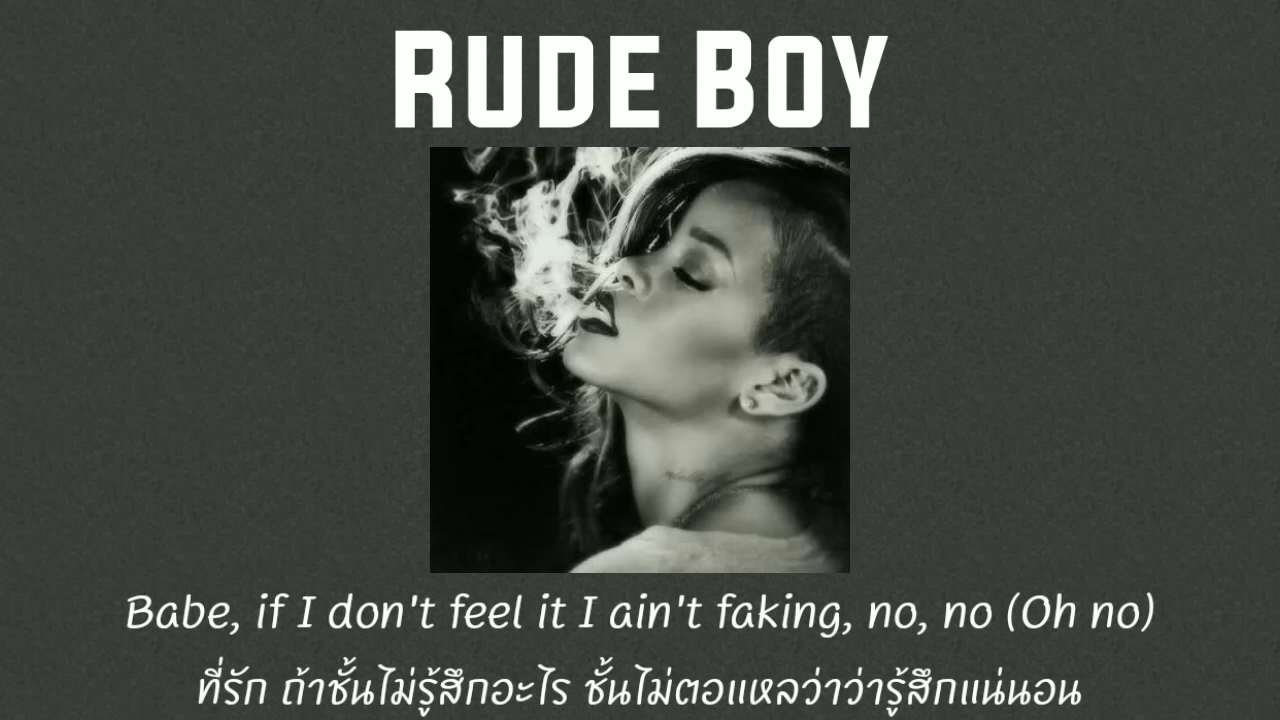 RUDE BOY
Babe, if I don't feel it I ain't faking, no, no (Oh no)
ที่รัก ถ้าชั้นไม่รู้สึกอะไร ชั้นไม่ตอแหลว่าว่ารู้สึกแน่นอน